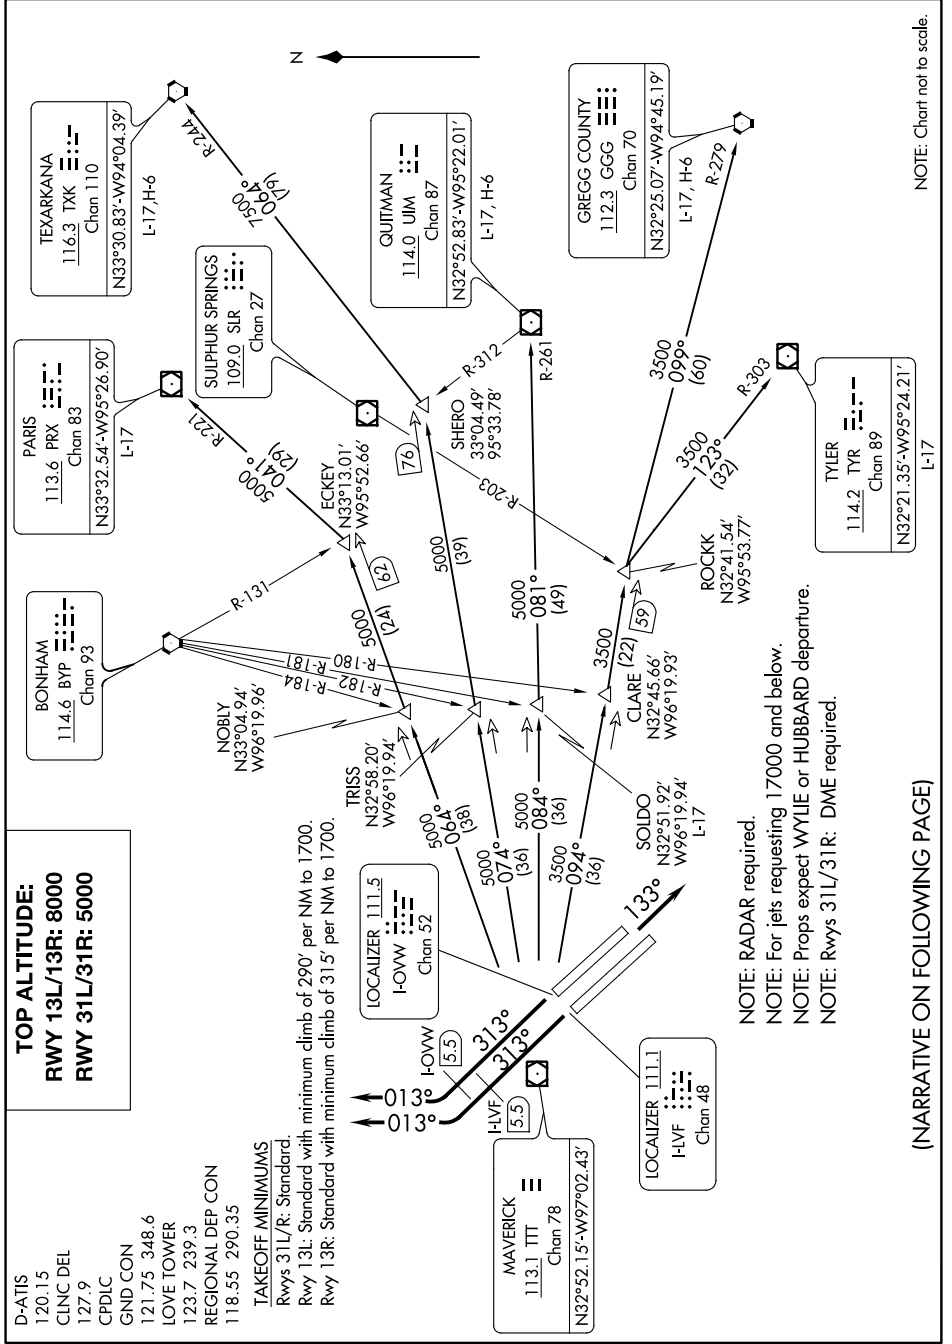 TOP ALTITUDE:
RWY 13L/13R: 8000
RWY 31L/31R: 5000
D-ATIS
120.15
CLNC DEL
127.9
CPDLC
GND CON
121.75 348.6
LOVE TOWER
123.7 239.3
REGIONAL DEP CON
118.55 290.35
TAKEOFF MINIMUMS
Rwys 31L/R: Standard.
Rwy 13L: Standard with minimum climb of 290' per NM to 1700.
Rwy 13R: Standard with minimum climb of 315' per NM to 1700.
BONHAM
114.6 BYP
Chan 93
PARIS
113.6 PRX
Chan 83
N33°32.54'-W95°26.90'
L-17
TEXARKANA
116.3 TXK
Chan 110
N33°30.83'-W94°04.39'
L-17,H-6
SULPHUR SPRINGS
109.0 SLR
Chan 27
QUITMAN
114.0 UIM
Chan 87
N32°52.83'-W95°22.01'
L-17, H-6
GREGG COUNTY
112.3 GGG
Chan 70
N32°25.07'-W94°45.19'
L-17, H-6
TYLER
114.2 TYR
Chan 89
N32°21.35'-W95°24.21'
L-17
MAVERICK
113.1 TTT
Chan 78
N32°52.15'-W97°02.43'
LOCALIZER 111.5
I-OVW
Chan 52
LOCALIZER 111.1
I-LVF
Chan 48
I-OVW
5.5
I-LVF
5.5
313°
313°
013°
013°
133°
NOBLY
N33°04.94'
W96°19.96'
TRISS
N32°58.20'
W96°19.94'
SOLDO
N32°51.92'
W96°19.94'
L-17
CLARE
N32°45.66'
W96°19.93'
ECKEY
N33°13.01'
W95°52.66'
SHERO
33°04.49'
95°33.78'
ROCKK
N32°41.54'
W95°53.77'
R-131
R-184
R-181
R-182
R-180
R-221
R-244
R-312
R-261
R-203
R-279
R-303
5000
064°
(38)
5000
074°
(36)
5000
084°
(36)
3500
094°
(36)
5000
(24)
62
5000
041°
(29)
5000
(39)
76
7500
064°
(79)
5000
081°
(49)
3500
(22)
59
3500
099°
(60)
3500
123°
(32)
N
NOTE: RADAR required.
NOTE: For jets requesting 17000 and below.
NOTE: Props expect WYLIE or HUBBARD departure.
NOTE: Rwys 31L/31R: DME required.
NOTE: Chart not to scale.
(NARRATIVE ON FOLLOWING PAGE)